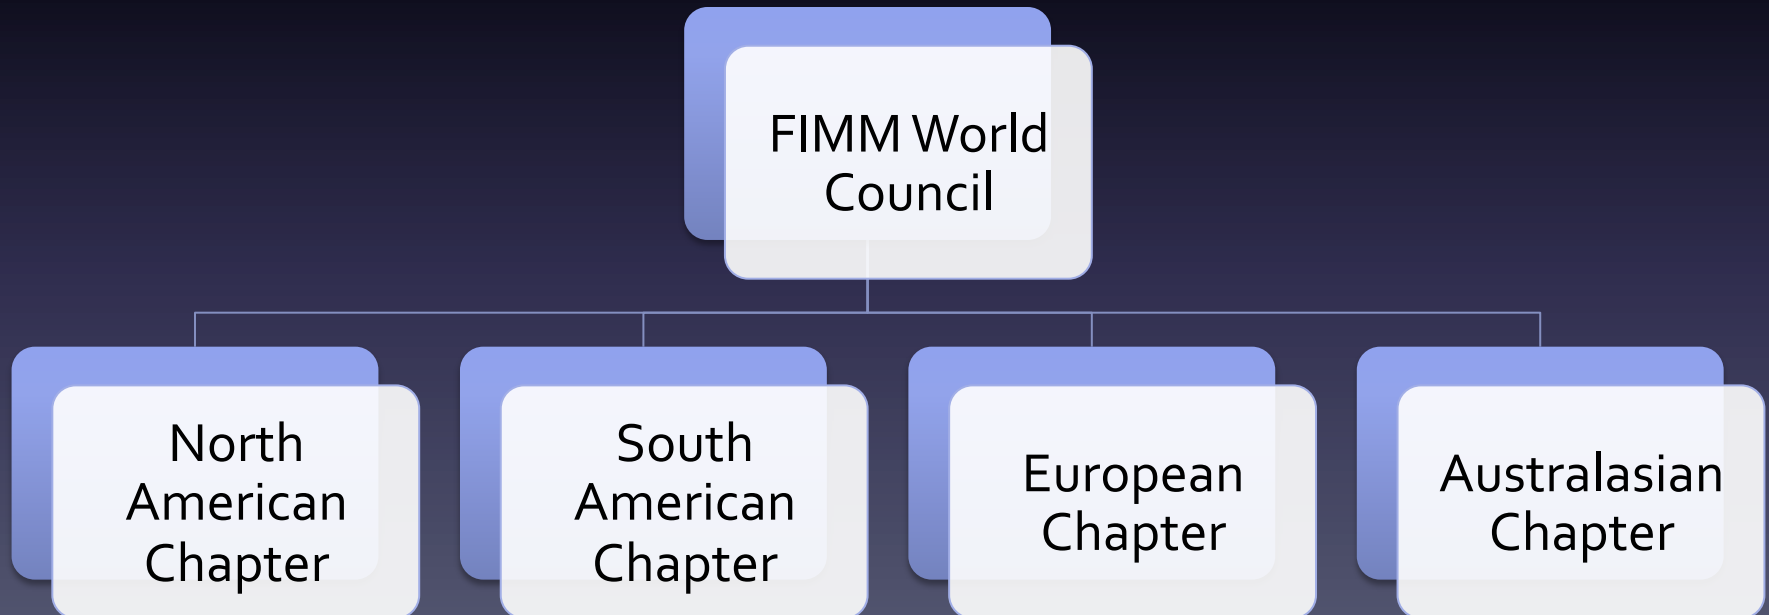 FIMM World
Council
North
American
Chapter
South
American
Chapter
European
Chapter
Australasian
Chapter